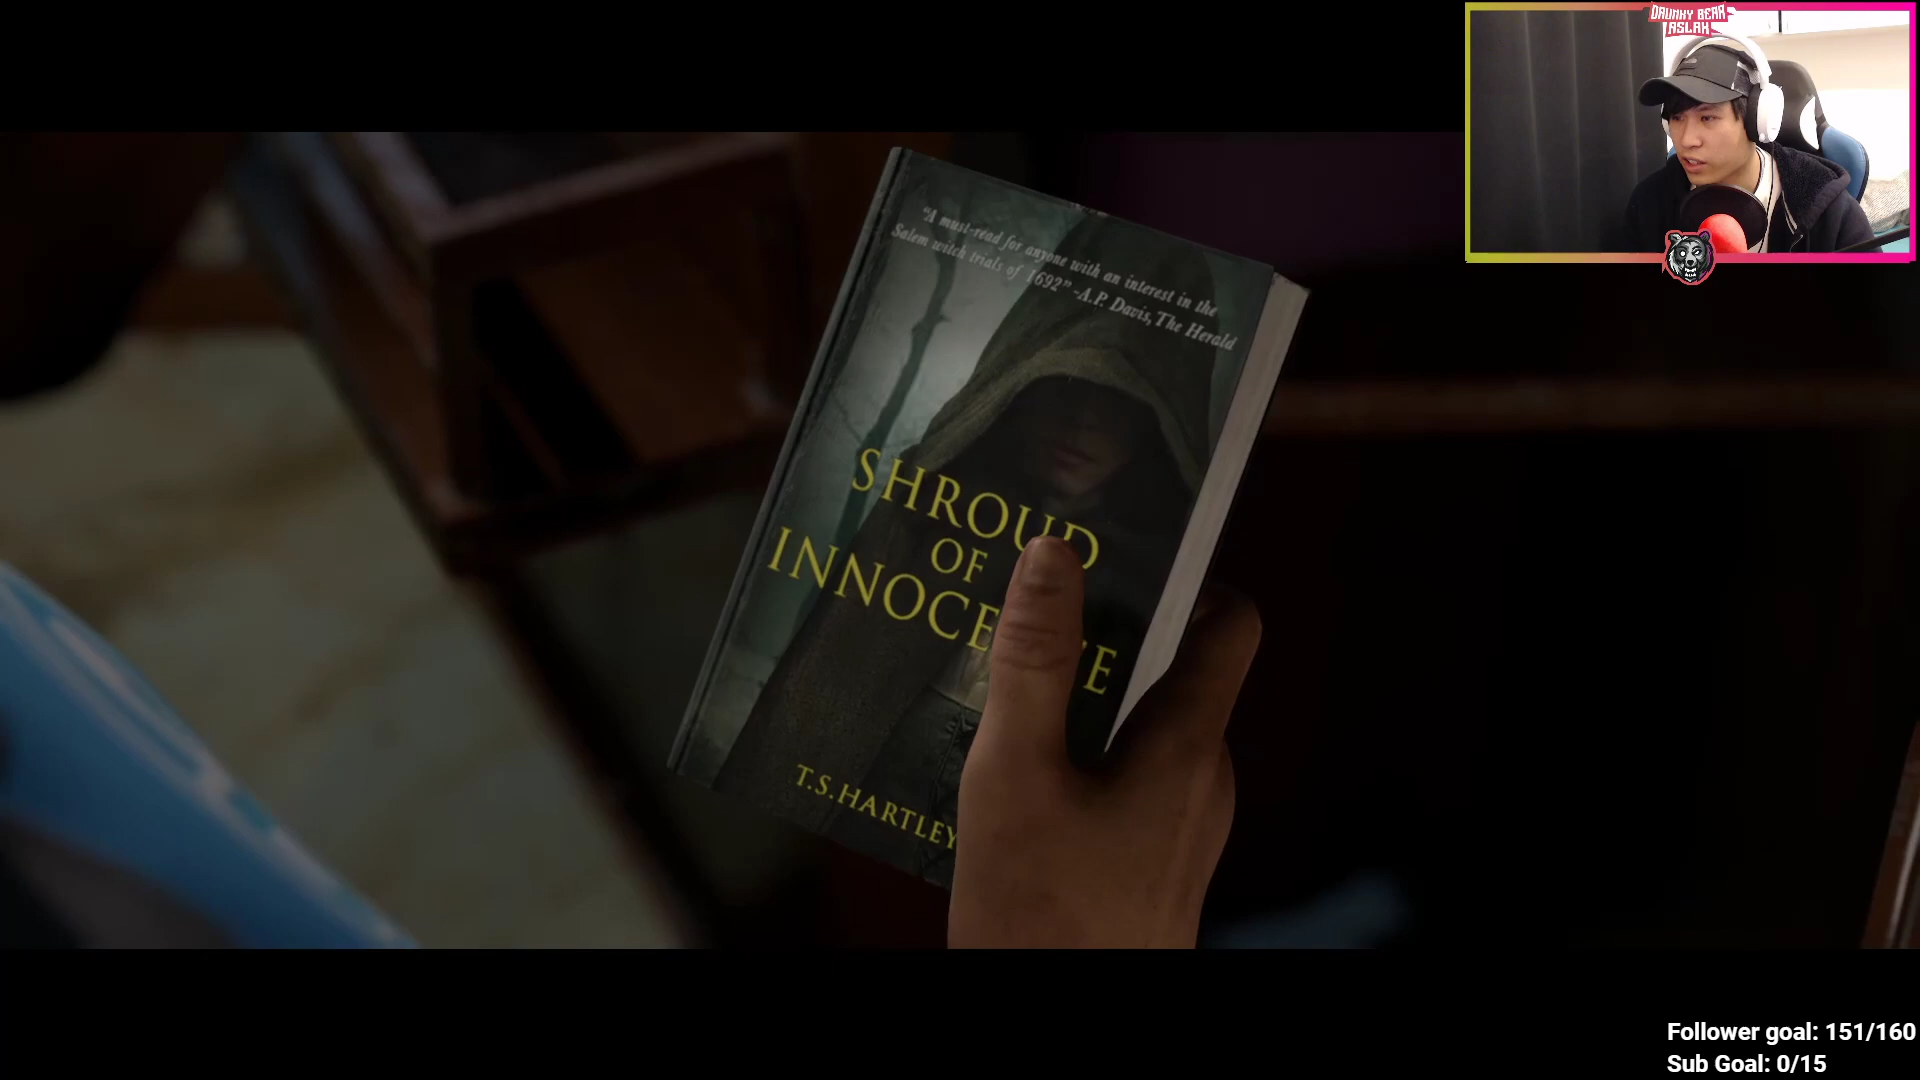 DRUNKY BEAR
ASLAK
"A must-read for anyone with an interest in the
Salem witch trials of 1692" -A.P. Davis, The Herald
SHROUD
OF
INNOCE E
T.S. HARTLEY
Follower goal: 151/160
Sub Goal: 0/15